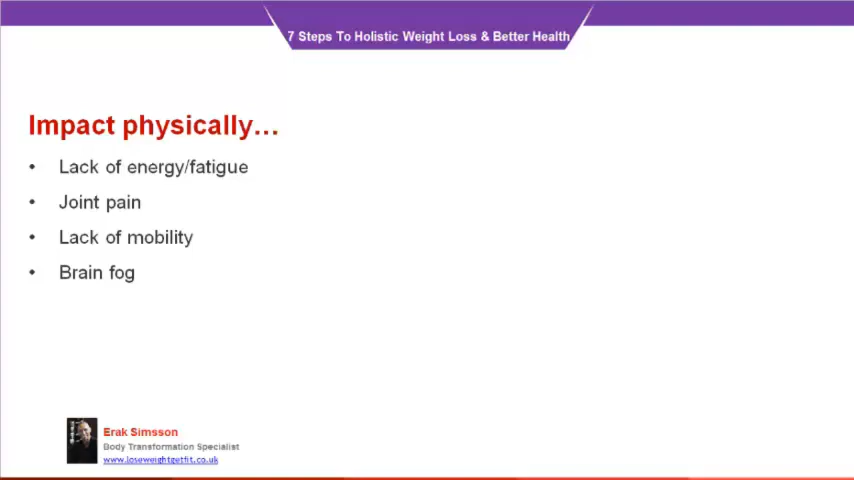 7 Steps To Holistic Weight Loss & Better Health
Impact physically…
• Lack of energy/fatigue
• Joint pain
• Lack of mobility
• Brain fog
Erak Simsson
Body Transformation Specialist
www.loseweightgetfit.co.uk